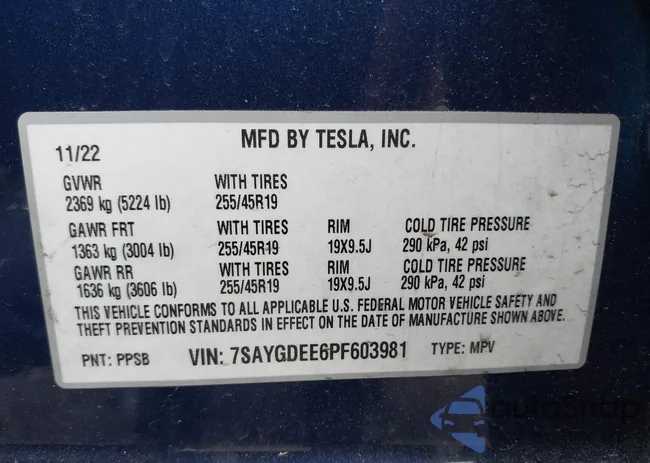 MFD BY TESLA, INC.
11/22
GVWR WITH TIRES
2369 kg (5224 lb) 255/45R19
GAWR FRT WITH TIRES RIM COLD TIRE PRESSURE
1363 kg (3004 lb) 255/45R19 19X9.5J 290 kPa, 42 psi
GAWR RR WITH TIRES RIM COLD TIRE PRESSURE
1636 kg (3606 lb) 255/45R19 19X9.5J 290 kPa, 42 psi
THIS VEHICLE CONFORMS TO ALL APPLICABLE U.S. FEDERAL MOTOR VEHICLE SAFETY AND
THEFT PREVENTION STANDARDS IN EFFECT ON THE DATE OF MANUFACTURE SHOWN ABOVE.
PNT: PPSB VIN: 7SAYGDEE6PF603981 TYPE: MPV
autoSnap